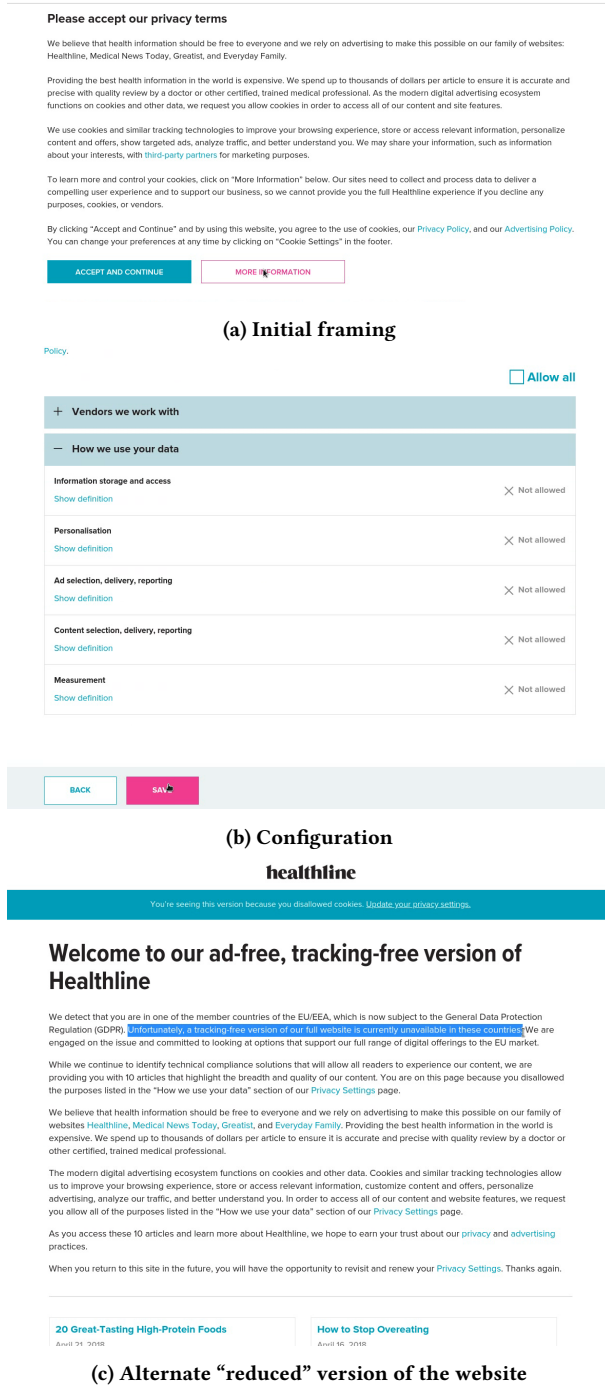 Please accept our privacy terms
We believe that health information should be free to everyone and we rely on advertising to make this possible on our family of websites:
Healthline, Medical News Today, Greatist, and Everyday Family.
Providing the best health information in the world is expensive. We spend up to thousands of dollars per article to ensure it is accurate and
precise with quality review by a doctor or other certified, trained medical professional. As the modern digital advertising ecosystem
functions on cookies and other data, we request you allow cookies in order to access all of our content and site features.
We use cookies and similar tracking technologies to improve your browsing experience, store or access relevant information, personalize
content and offers, show targeted ads, analyze traffic, and better understand you. We may share your information, such as information
about your interests, with third-party partners for marketing purposes.
To learn more and control your cookies, click on "More Information" below. Our sites need to collect and process data to deliver a
compelling user experience and to support our business, so we cannot provide you the full Healthline experience if you decline any
purposes, cookies, or vendors.
By clicking "Accept and Continue" and by using this website, you agree to the use of cookies, our Privacy Policy, and our Advertising Policy.
You can change your preferences at any time by clicking on "Cookie Settings" in the footer.
ACCEPT AND CONTINUE MORE INFORMATION
(a) Initial framing
Policy.
Allow all
+ Vendors we work with
− How we use your data
Information storage and access
Show definition
Not allowed
Personalisation
Show definition
Not allowed
Ad selection, delivery, reporting
Show definition
Not allowed
Content selection, delivery, reporting
Show definition
Not allowed
Measurement
Show definition
Not allowed
BACK SAVE
(b) Configuration
healthline
You're seeing this version because you disallowed cookies. Update your privacy settings.
Welcome to our ad-free, tracking-free version of
Healthline
We detect that you are in one of the member countries of the EU/EEA, which is now subject to the General Data Protection
Regulation (GDPR). Unfortunately, a tracking-free version of our full website is currently unavailable in these countries. We are
engaged on the issue and committed to looking at options that support our full range of digital offerings to the EU market.
While we continue to identify technical compliance solutions that will allow all readers to experience our content, we are
providing you with 10 articles that highlight the breadth and quality of our content. You are on this page because you disallowed
the purposes listed in the "How we use your data" section of our Privacy Settings page.
We believe that health information should be free to everyone and we rely on advertising to make this possible on our family of
websites Healthline, Medical News Today, Greatist, and Everyday Family. Providing the best health information in the world is
expensive. We spend up to thousands of dollars per article to ensure it is accurate and precise with quality review by a doctor or
other certified, trained medical professional.
The modern digital advertising ecosystem functions on cookies and other data. Cookies and similar tracking technologies allow
us to improve your browsing experience, store or access relevant information, customize content and offers, personalize
advertising, analyze our traffic, and better understand you. In order to access all of our content and website features, we request
you allow all of the purposes listed in the "How we use your data" section of our Privacy Settings page.
As you access these 10 articles and learn more about Healthline, we hope to earn your trust about our privacy and advertising
practices.
When you return to this site in the future, you will have the opportunity to revisit and renew your Privacy Settings. Thanks again.
20 Great-Tasting High-Protein Foods
April 21, 2018
How to Stop Overeating
April 16, 2018
(c) Alternate "reduced" version of the website